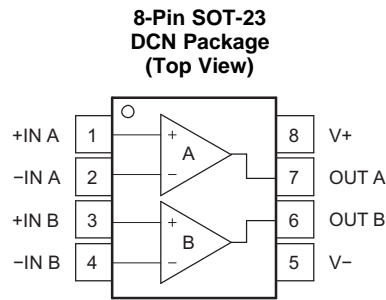 8-Pin SOT-23
DCN Package
(Top View)
+IN A 1 + 8 V+
A
−IN A 2 − 7 OUT A
+IN B 3 + 6 OUT B
B
−IN B 4 − 5 V−